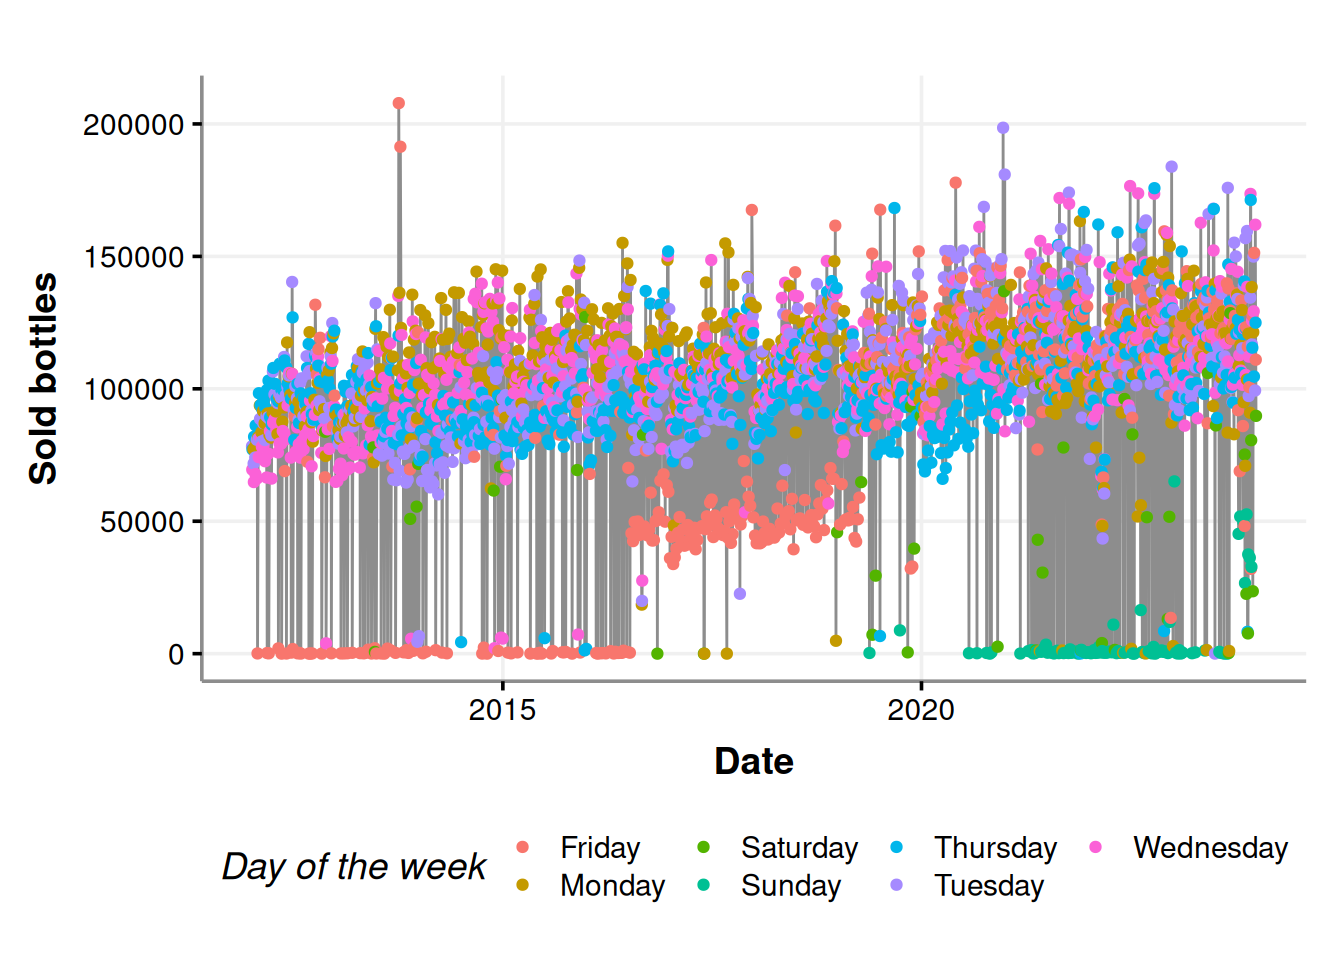 200000
150000
100000
50000
0
Sold bottles
2015 2020
Date
Day of the week
Friday Saturday Thursday Wednesday
Monday Sunday Tuesday